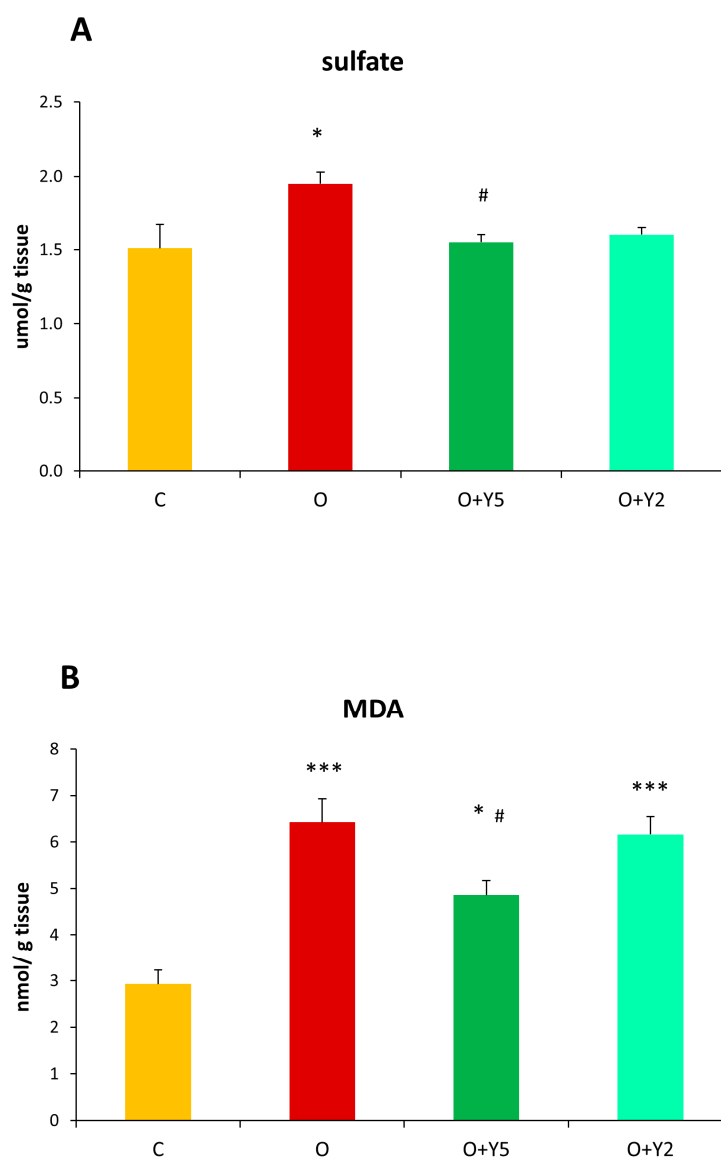 A
sulfate
2.5
*
2.0
#
1.5
umol/g tissue
1.0
0.5
0.0
C O O+Y5 O+Y2
B
MDA
8
***
7
***
* #
6
5
4
nmol/ g tissue
3
2
1
0
C O O+Y5 O+Y2